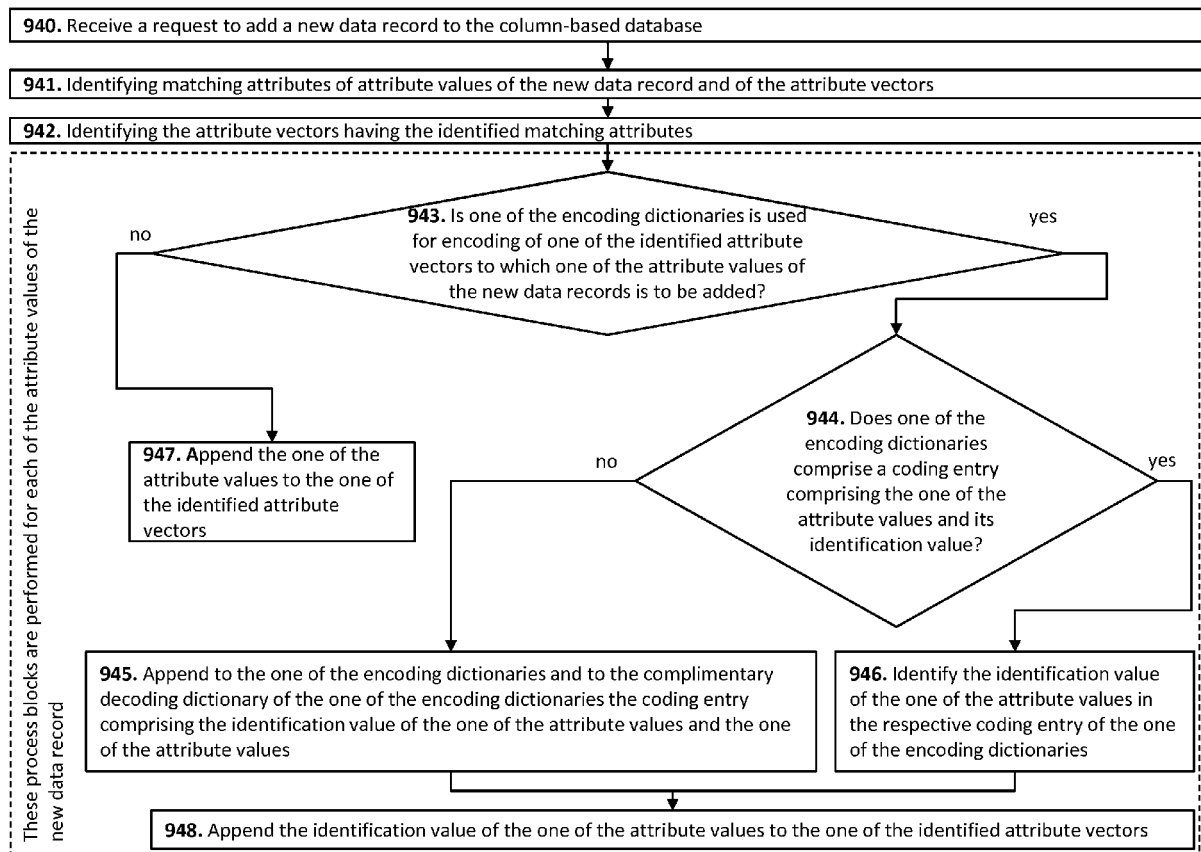 940. Receive a request to add a new data record to the column-based database
941. Identifying matching attributes of attribute values of the new data record and of the attribute vectors
942. Identifying the attribute vectors having the identified matching attributes
These process blocks are performed for each of the attribute values of the
new data record
943. Is one of the encoding dictionaries is used
for encoding of one of the identified attribute
vectors to which one of the attribute values of
the new data records is to be added?
no
yes
944. Does one of the
encoding dictionaries
comprise a coding entry
comprising the one of the
attribute values and its
identification value?
no
yes
947. Append the one of the
attribute values to the one of
the identified attribute
vectors
945. Append to the one of the encoding dictionaries and to the complimentary
decoding dictionary of the one of the encoding dictionaries the coding entry
comprising the identification value of the one of the attribute values and the one
of the attribute values
946. Identify the identification value
of the one of the attribute values in
the respective coding entry of the one
of the encoding dictionaries
948. Append the identification value of the one of the attribute values to the one of the identified attribute vectors